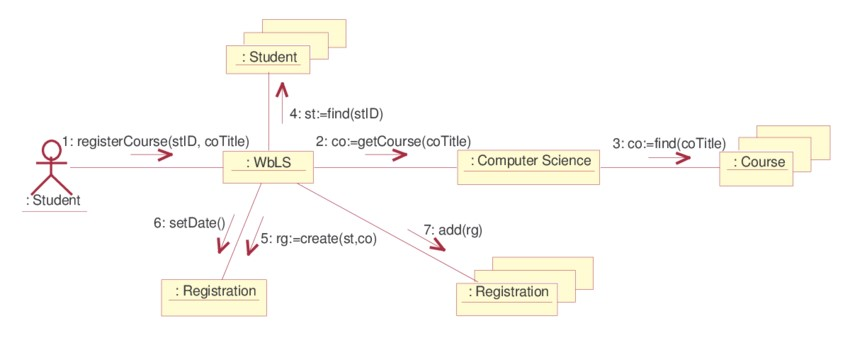 : Student
4: st:=find(stID)
1: registerCourse(stID, coTitle)
2: co:=getCourse(coTitle)
3: co:=find(coTitle)
: WbLS
: Computer Science
: Course
: Student
6: setDate()
7: add(rg)
5: rg:=create(st,co)
: Registration
: Registration